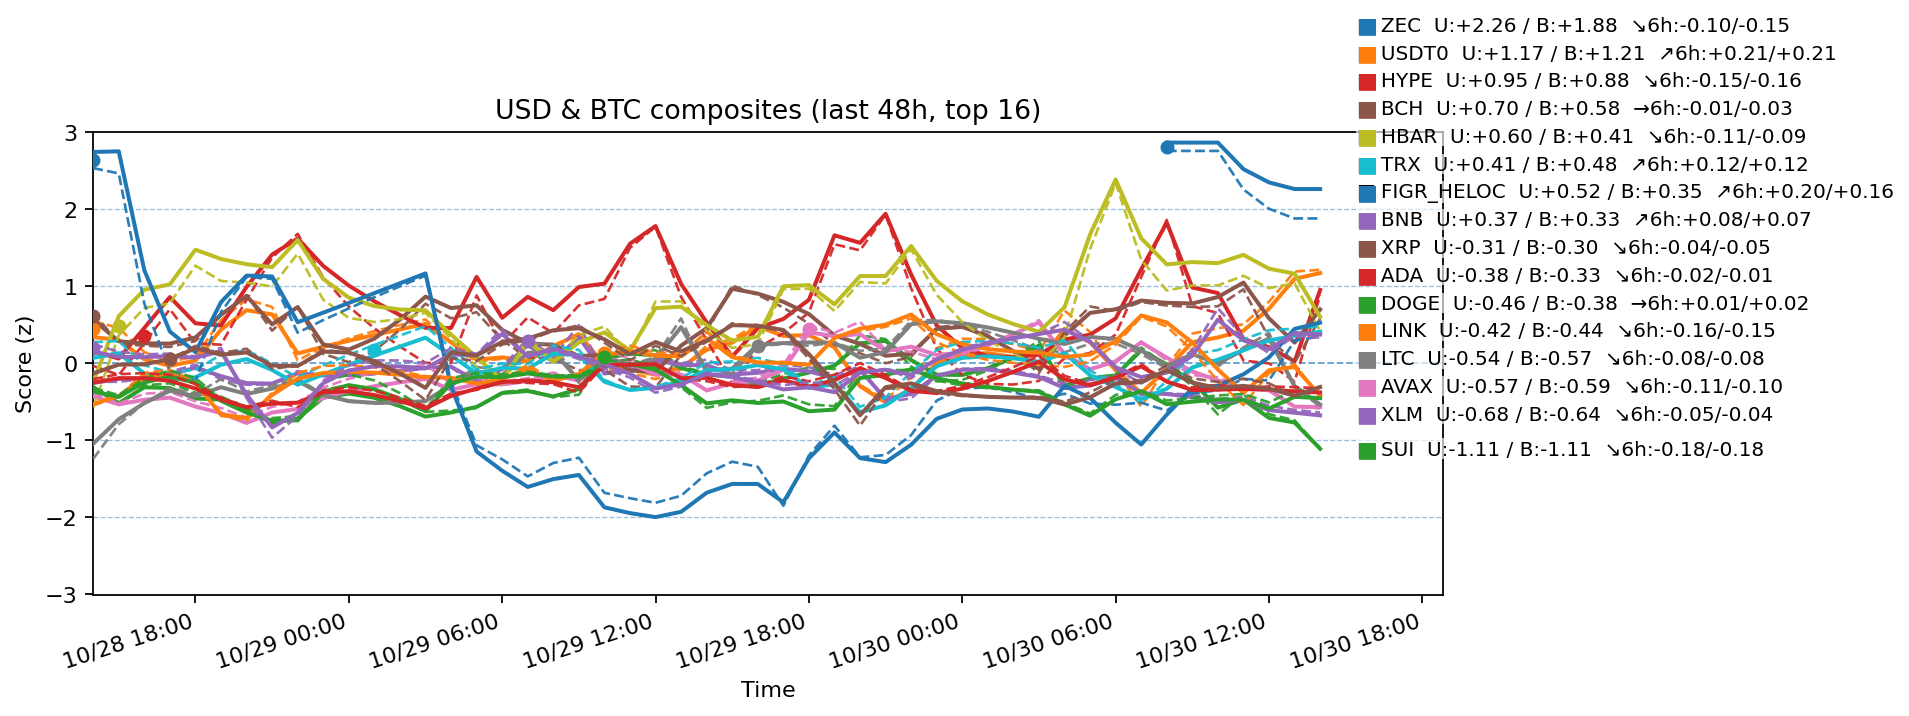 ZEC U:+2.26 / B:+1.88 ↘6h:-0.10/-0.15
USDT0 U:+1.17 / B:+1.21 ↗6h:+0.21/+0.21
HYPE U:+0.95 / B:+0.88 ↘6h:-0.15/-0.16
BCH U:+0.70 / B:+0.58 →6h:-0.01/-0.03
HBAR U:+0.60 / B:+0.41 ↘6h:-0.11/-0.09
TRX U:+0.41 / B:+0.48 ↗6h:+0.12/+0.12
FIGR_HELOC U:+0.52 / B:+0.35 ↗6h:+0.20/+0.16
BNB U:+0.37 / B:+0.33 ↗6h:+0.08/+0.07
XRP U:-0.31 / B:-0.30 ↘6h:-0.04/-0.05
ADA U:-0.38 / B:-0.33 ↘6h:-0.02/-0.01
DOGE U:-0.46 / B:-0.38 →6h:+0.01/+0.02
LINK U:-0.42 / B:-0.44 ↘6h:-0.16/-0.15
LTC U:-0.54 / B:-0.57 ↘6h:-0.08/-0.08
AVAX U:-0.57 / B:-0.59 ↘6h:-0.11/-0.10
XLM U:-0.68 / B:-0.64 ↘6h:-0.05/-0.04
SUI U:-1.11 / B:-1.11 ↘6h:-0.18/-0.18
USD & BTC composites (last 48h, top 16)
Score (z)
3
2
1
0
−1
−2
−3
10/28 18:00
10/29 00:00
10/29 06:00
10/29 12:00
10/29 18:00
10/30 00:00
10/30 06:00
10/30 12:00
10/30 18:00
Time